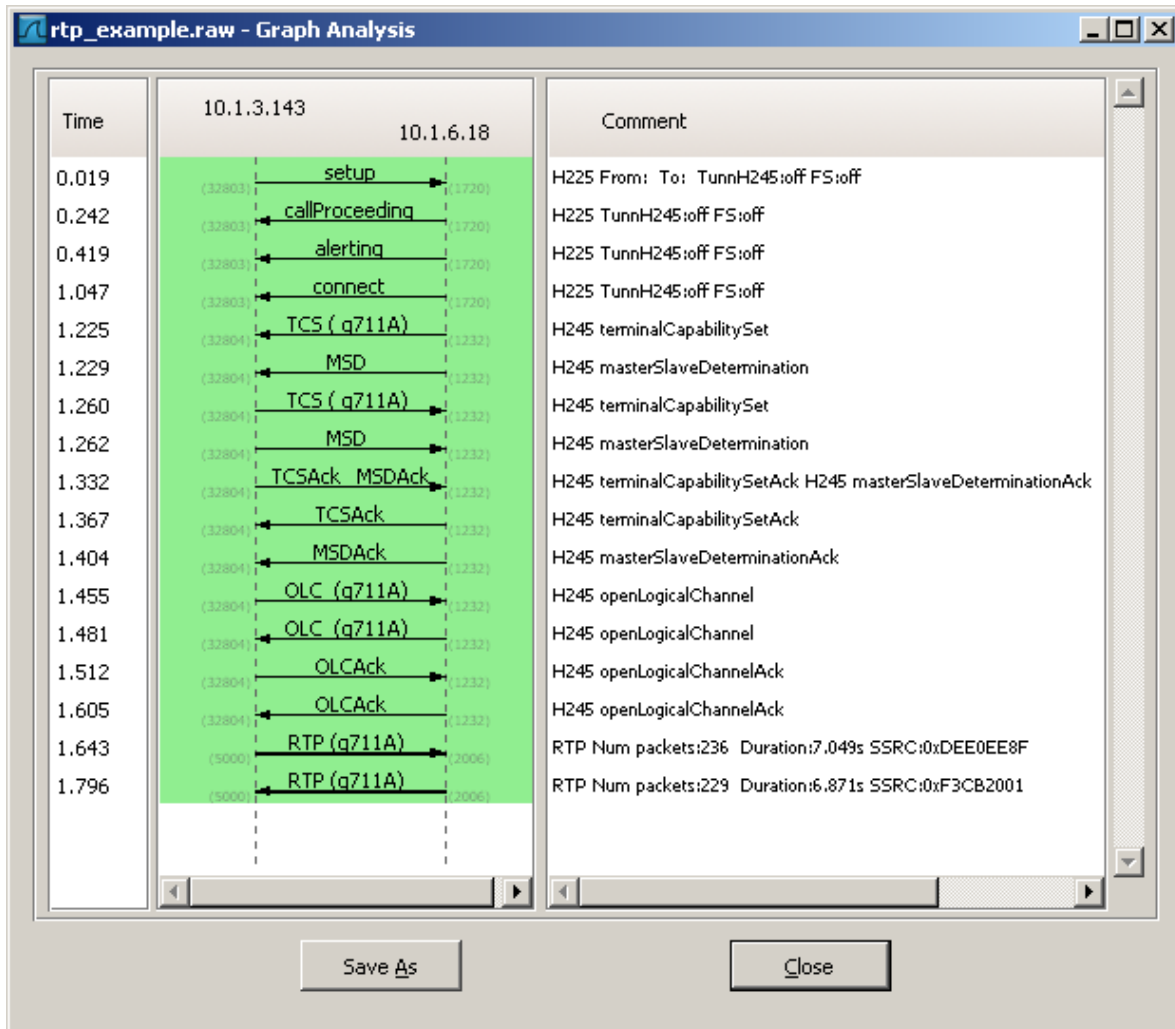 rtp_example.raw - Graph Analysis
Time
10.1.3.143
10.1.6.18
Comment
0.019 (32803) setup (1720) H225 From: To: TunnH245:off FS:off
0.242 (32803) callProceeding (1720) H225 TunnH245:off FS:off
0.419 (32803) alerting (1720) H225 TunnH245:off FS:off
1.047 (32803) connect (1720) H225 TunnH245:off FS:off
1.225 (32804) TCS ( g711A) (1232) H245 terminalCapabilitySet
1.229 (32804) MSD (1232) H245 masterSlaveDetermination
1.260 (32804) TCS ( g711A) (1232) H245 terminalCapabilitySet
1.262 (32804) MSD (1232) H245 masterSlaveDetermination
1.332 (32804) TCSAck MSDAck (1232) H245 terminalCapabilitySetAck H245 masterSlaveDeterminationAck
1.367 (32804) TCSAck (1232) H245 terminalCapabilitySetAck
1.404 (32804) MSDAck (1232) H245 masterSlaveDeterminationAck
1.455 (32804) OLC (g711A) (1232) H245 openLogicalChannel
1.481 (32804) OLC (g711A) (1232) H245 openLogicalChannel
1.512 (32804) OLCAck (1232) H245 openLogicalChannelAck
1.605 (32804) OLCAck (1232) H245 openLogicalChannelAck
1.643 (5000) RTP (g711A) (2006) RTP Num packets:236 Duration:7.049s SSRC:0xDEE0EE8F
1.796 (5000) RTP (g711A) (2006) RTP Num packets:229 Duration:6.871s SSRC:0xF3CB2001
Save As
Close